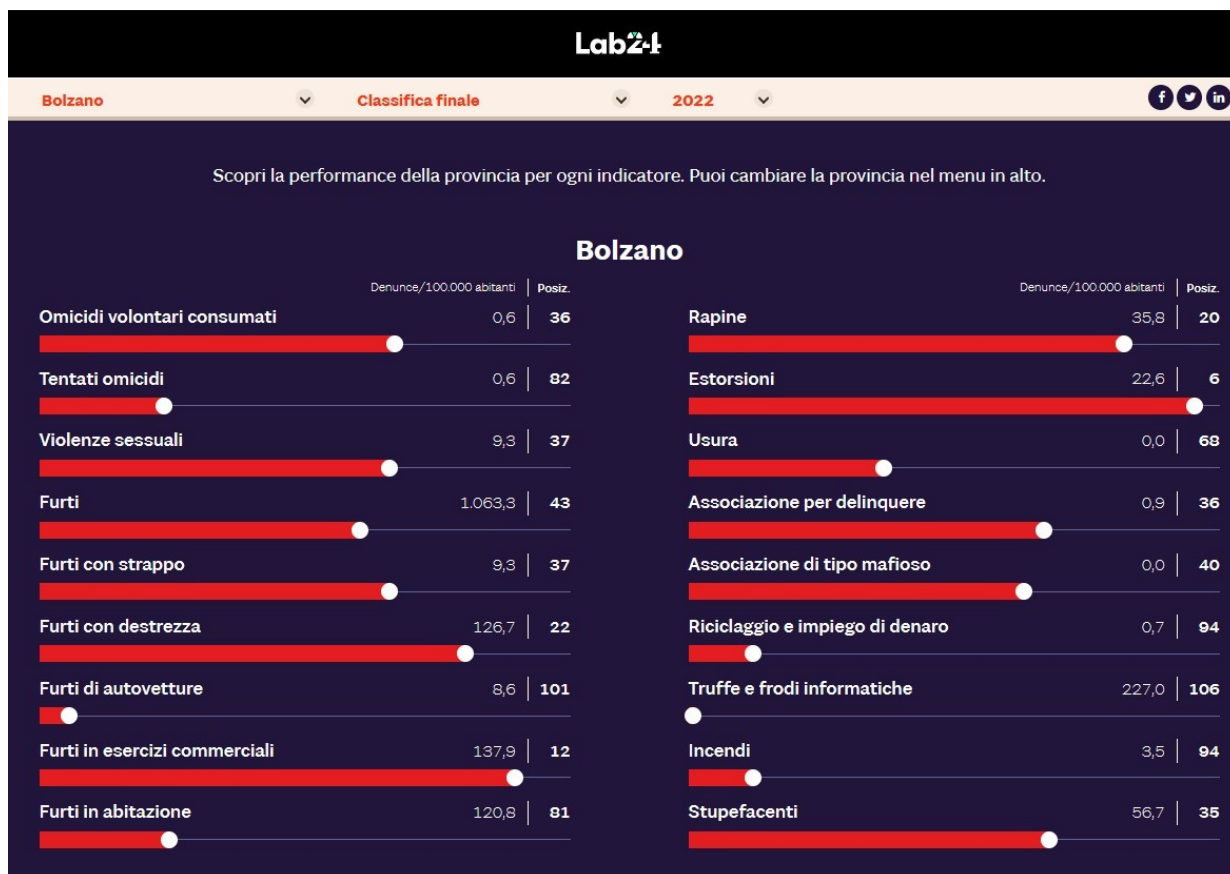 Lab24
Bolzano Classifica finale 2022
Scopri la performance della provincia per ogni indicatore. Puoi cambiare la provincia nel menu in alto.
Bolzano
Denunce/100.000 abitanti Posiz.
Omicidi volontari consumati 0,6 36
Tentati omicidi 0,6 82
Violenze sessuali 9,3 37
Furti 1.063,3 43
Furti con strappo 9,3 37
Furti con destrezza 126,7 22
Furti di autovetture 8,6 101
Furti in esercizi commerciali 137,9 12
Furti in abitazione 120,8 81
Denunce/100.000 abitanti Posiz.
Rapine 35,8 20
Estorsioni 22,6 6
Usura 0,0 68
Associazione per delinquere 0,9 36
Associazione di tipo mafioso 0,0 40
Riciclaggio e impiego di denaro 0,7 94
Truffe e frodi informatiche 227,0 106
Incendi 3,5 94
Stupefacenti 56,7 35